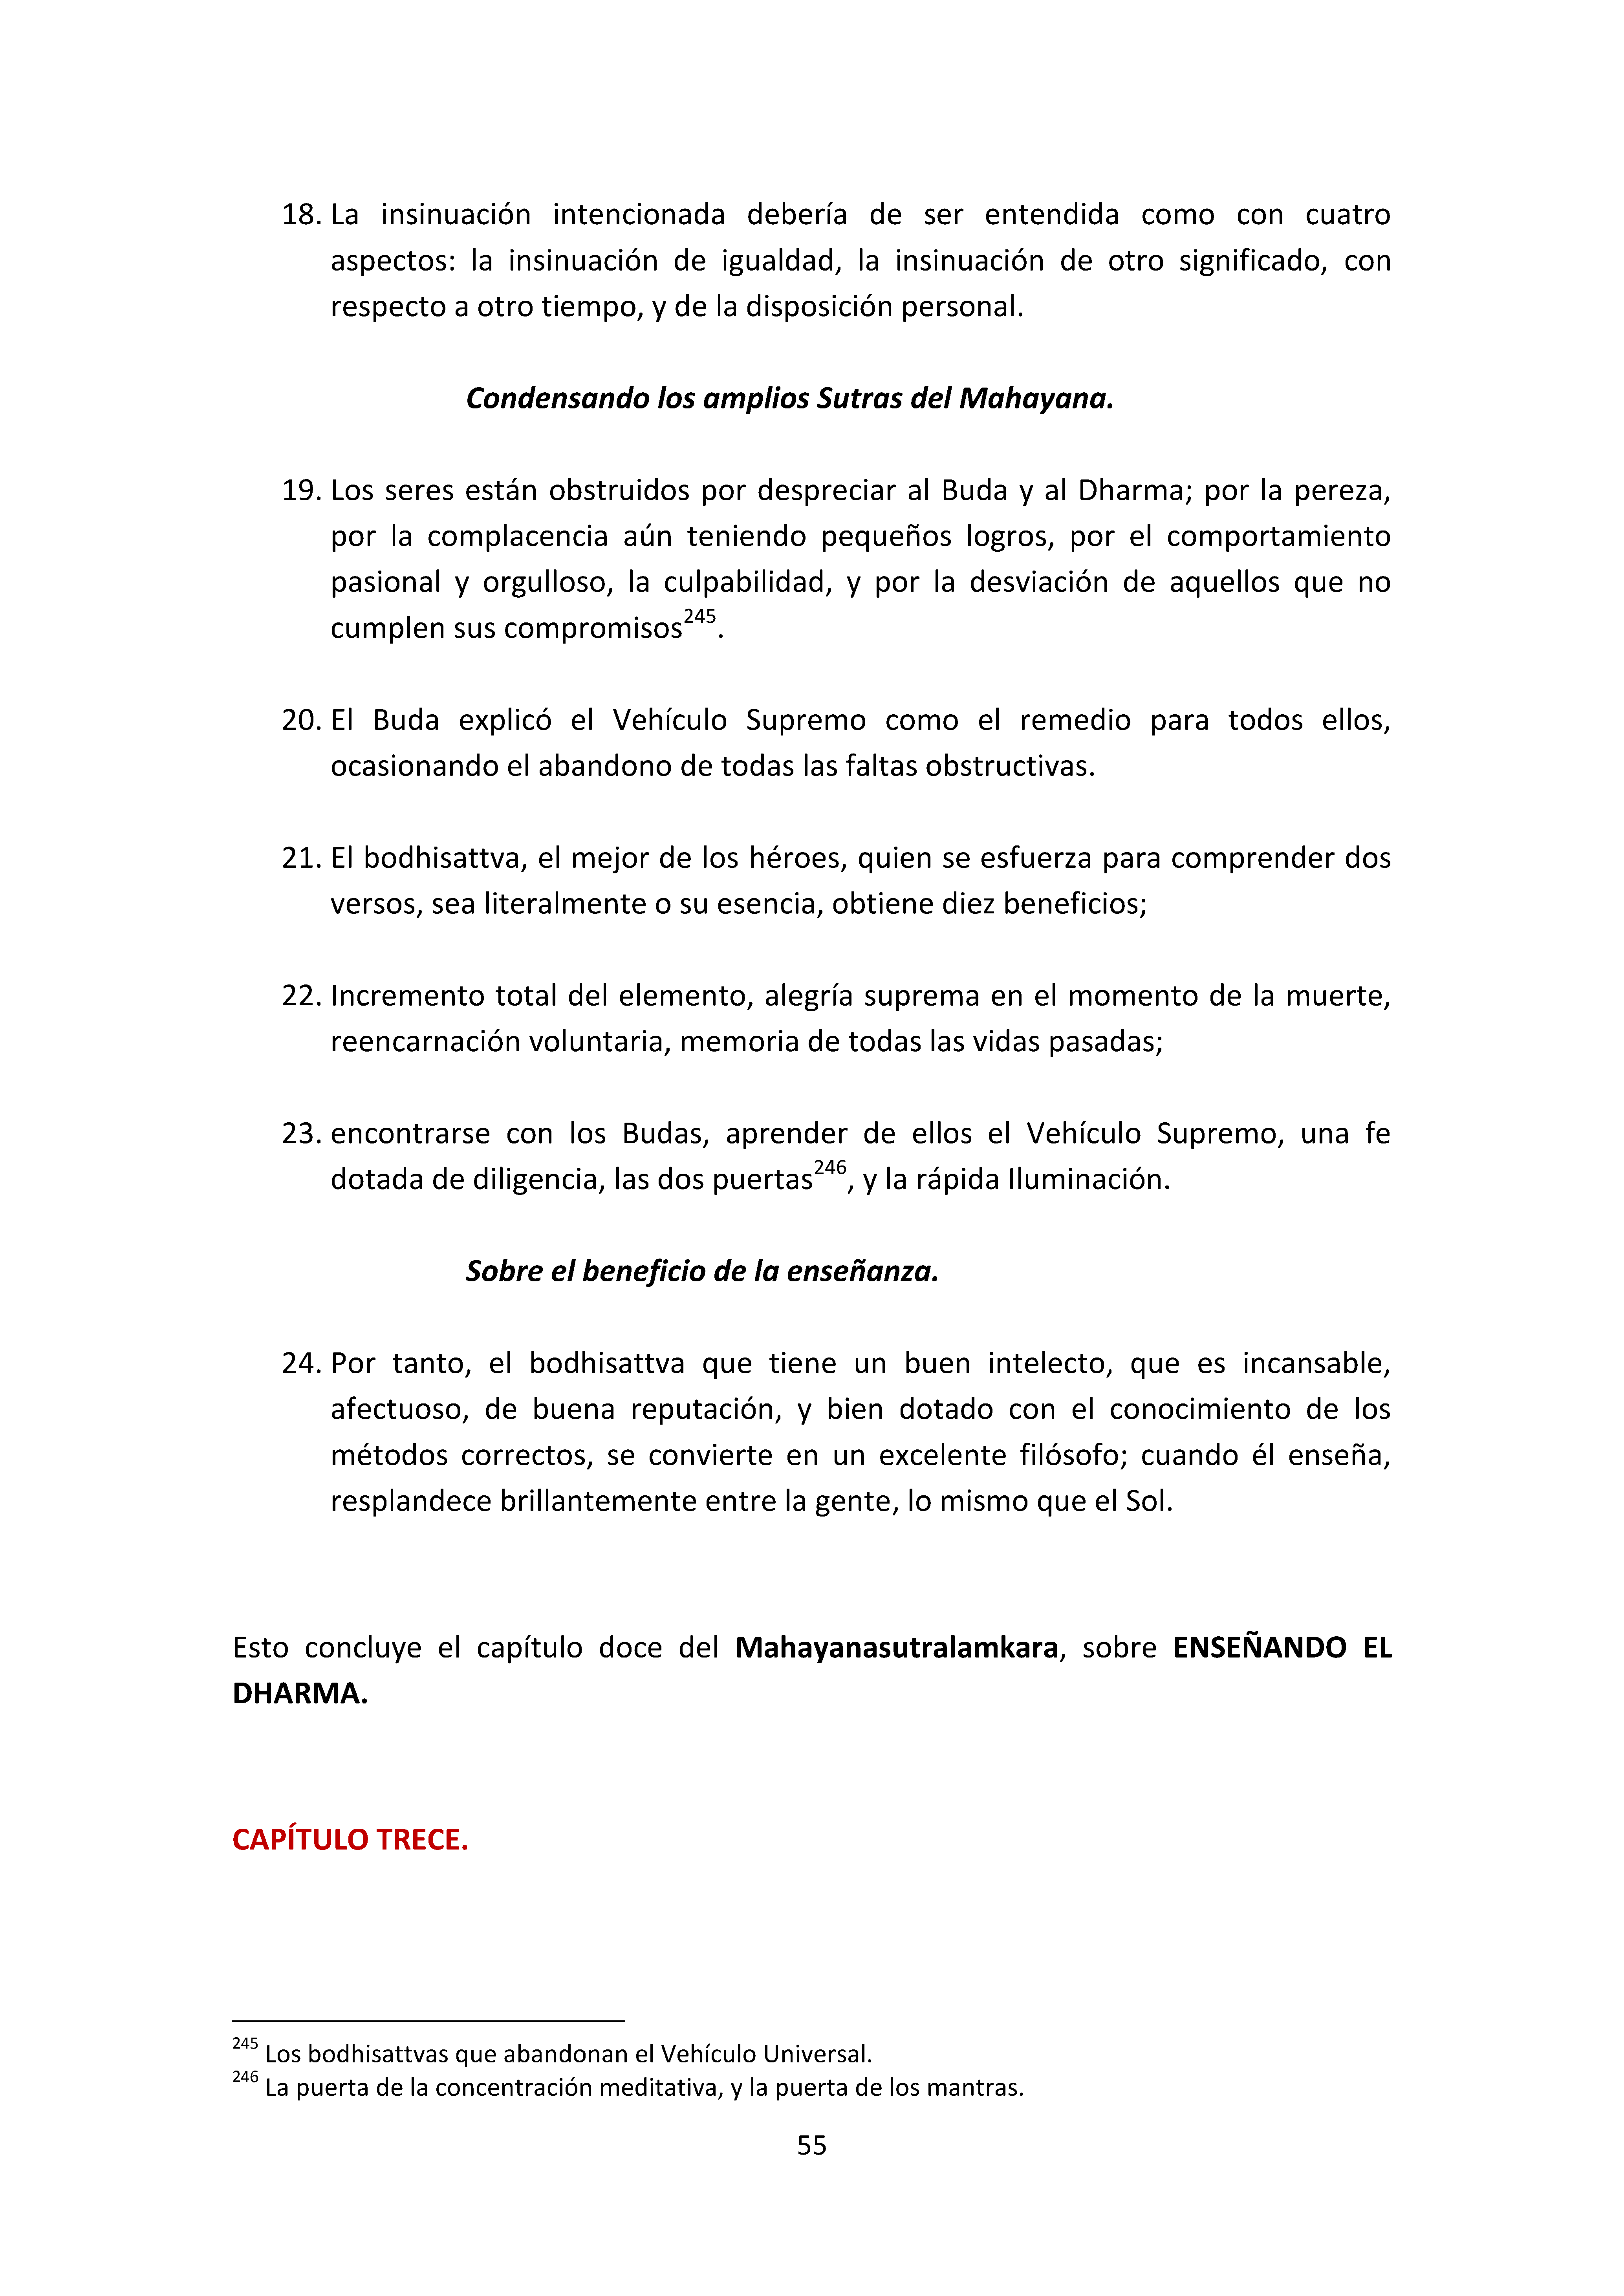 18. La insinuación intencionada debería de ser entendida como con cuatro
aspectos: la insinuación de igualdad, la insinuación de otro significado, con
respecto a otro tiempo, y de la disposición personal.
Condensando los amplios Sutras del Mahayana.
19. Los seres están obstruidos por despreciar al Buda y al Dharma; por la pereza,
por la complacencia aún teniendo pequeños logros, por el comportamiento
pasional y orgulloso, la culpabilidad, y por la desviación de aquellos que no
cumplen sus compromisos245.
20. El Buda explicó el Vehículo Supremo como el remedio para todos ellos,
ocasionando el abandono de todas las faltas obstructivas.
21. El bodhisattva, el mejor de los héroes, quien se esfuerza para comprender dos
versos, sea literalmente o su esencia, obtiene diez beneficios;
22. Incremento total del elemento, alegría suprema en el momento de la muerte,
reencarnación voluntaria, memoria de todas las vidas pasadas;
23. encontrarse con los Budas, aprender de ellos el Vehículo Supremo, una fe
dotada de diligencia, las dos puertas246, y la rápida Iluminación.
Sobre el beneficio de la enseñanza.
24. Por tanto, el bodhisattva que tiene un buen intelecto, que es incansable,
afectuoso, de buena reputación, y bien dotado con el conocimiento de los
métodos correctos, se convierte en un excelente filósofo; cuando él enseña,
resplandece brillantemente entre la gente, lo mismo que el Sol.
Esto concluye el capítulo doce del Mahayanasutralamkara, sobre ENSEÑANDO EL
DHARMA.
CAPÍTULO TRECE.
245 Los bodhisattvas que abandonan el Vehículo Universal.
246 La puerta de la concentración meditativa, y la puerta de los mantras.
55